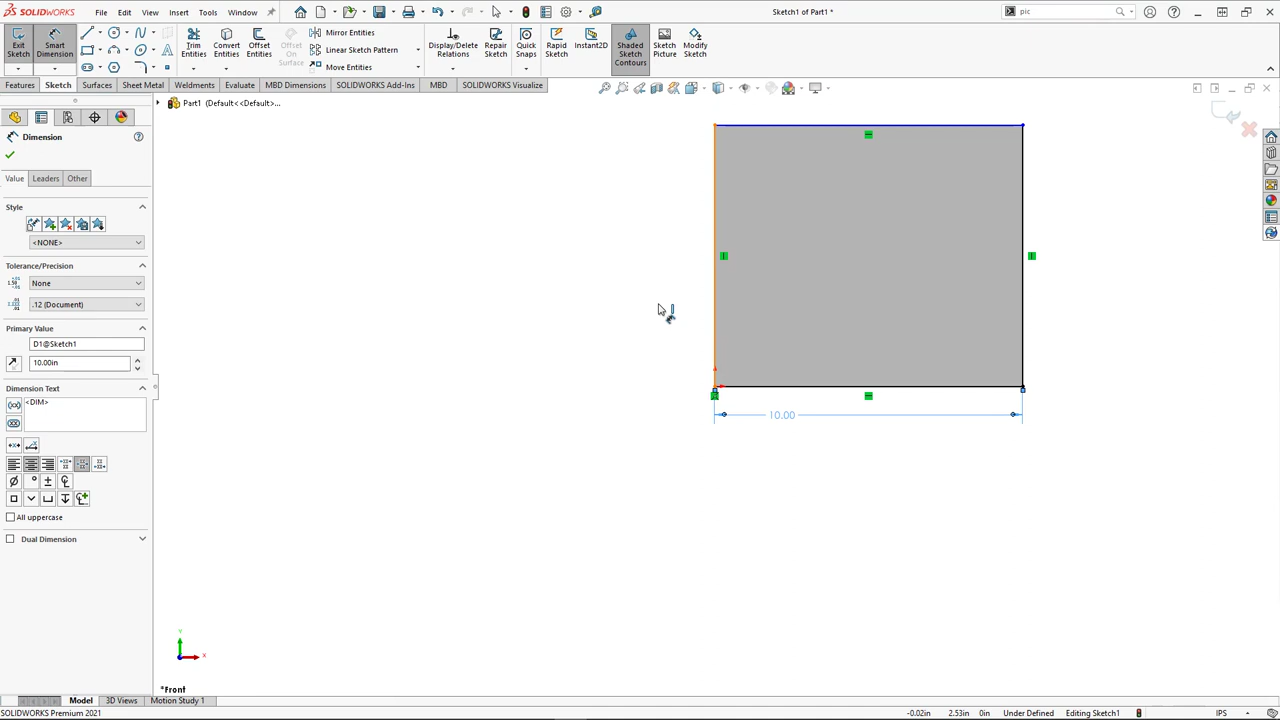 SOLIDWORKS File Edit View Insert Tools Window Sketch1 of Part1 * pic
Exit Sketch
Smart Dimension
Trim Entities
Convert Entities
Offset Entities
Offset On Surface
Mirror Entities
Linear Sketch Pattern
Move Entities
Display/Delete Relations
Repair Sketch
Quick Snaps
Rapid Sketch
Instant2D
Shaded Sketch Contours
Sketch Picture
Modify Sketch
Features Sketch Surfaces Sheet Metal Weldments Evaluate MBD Dimensions SOLIDWORKS Add-Ins MBD SOLIDWORKS Visualize
Part1 (Default<<Default>...
Dimension
Value Leaders Other
Style
<NONE>
Tolerance/Precision
None
.12 (Document)
Primary Value
D1@Sketch1
10.00in
Dimension Text
<DIM>
All uppercase
Dual Dimension
10.00
Y
X
*Front
Model 3D Views Motion Study 1
SOLIDWORKS Premium 2021 -0.02in 2.53in 0in Under Defined Editing Sketch1 IPS